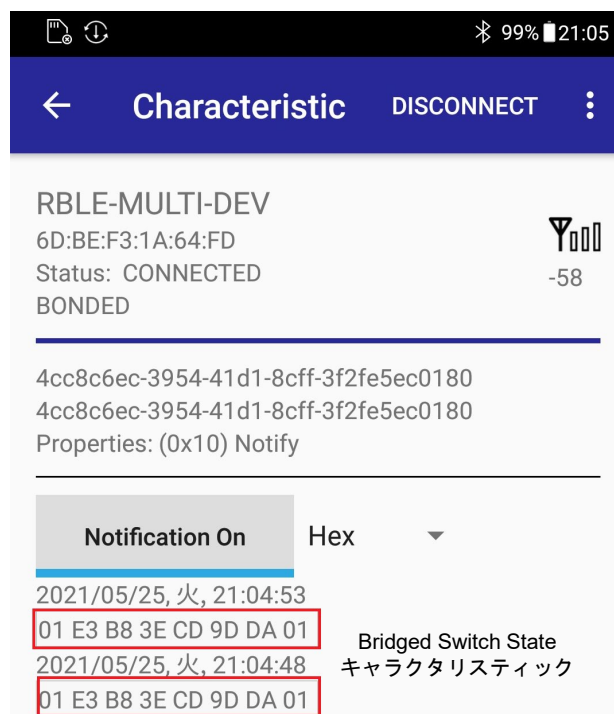 99% 21:05
Characteristic DISCONNECT
RBLE-MULTI-DEV
6D:BE:F3:1A:64:FD
Status: CONNECTED
-58
BONDED
4cc8c6ec-3954-41d1-8cff-3f2fe5ec0180
4cc8c6ec-3954-41d1-8cff-3f2fe5ec0180
Properties: (0x10) Notify
Notification On Hex
2021/05/25, 火, 21:04:53
01 E3 B8 3E CD 9D DA 01
Bridged Switch State
2021/05/25, 火, 21:04:48
キャラクタリスティック
01 E3 B8 3E CD 9D DA 01